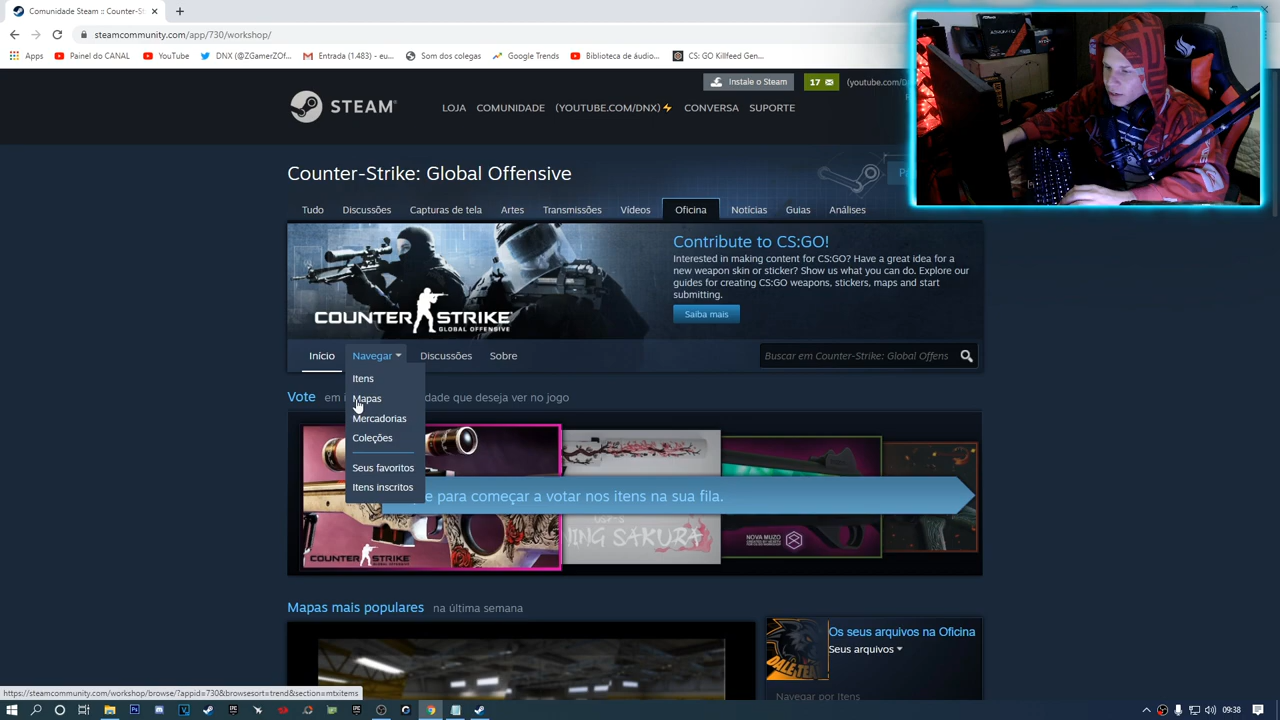 Comunidade Steam :: Counter-St
steamcommunity.com/app/730/workshop/
Apps Painel do CANAL YouTube DNX (@ZGamerZOf... Entrada (1.483) - eu... Som dos colegas Google Trends Biblioteca de áudio... CS: GO Killfeed Gen...
Instale o Steam 17
STEAM
LOJA COMUNIDADE (YOUTUBE.COM/DNX) CONVERSA SUPORTE
Counter-Strike: Global Offensive
Tudo Discussões Capturas de tela Artes Transmissões Vídeos Oficina Notícias Guias Análises
Contribute to CS:GO!
Interested in making content for CS:GO? Have a great idea for a
new weapon skin or sticker? Show us what you can do. Explore our
guides for creating CS:GO weapons, stickers, maps and start
submitting.
Saiba mais
COUNTER STRIKE
GLOBAL OFFENSIVE
Início Navegar Discussões Sobre
Buscar em Counter-Strike: Global Offens
Itens
Mapas
Mercadorias
Coleções
Seus favoritos
Itens inscritos
Vote em i dade que deseja ver no jogo
e para começar a votar nos itens na sua fila.
COUNTER STRIKE
NOVA MUZO
Mapas mais populares na última semana
Os seus arquivos na Oficina
Seus arquivos
Navegar por Itens
https://steamcommunity.com/workshop/browse/?appid=730&browsesort=trend&section=mtxitems
09:38